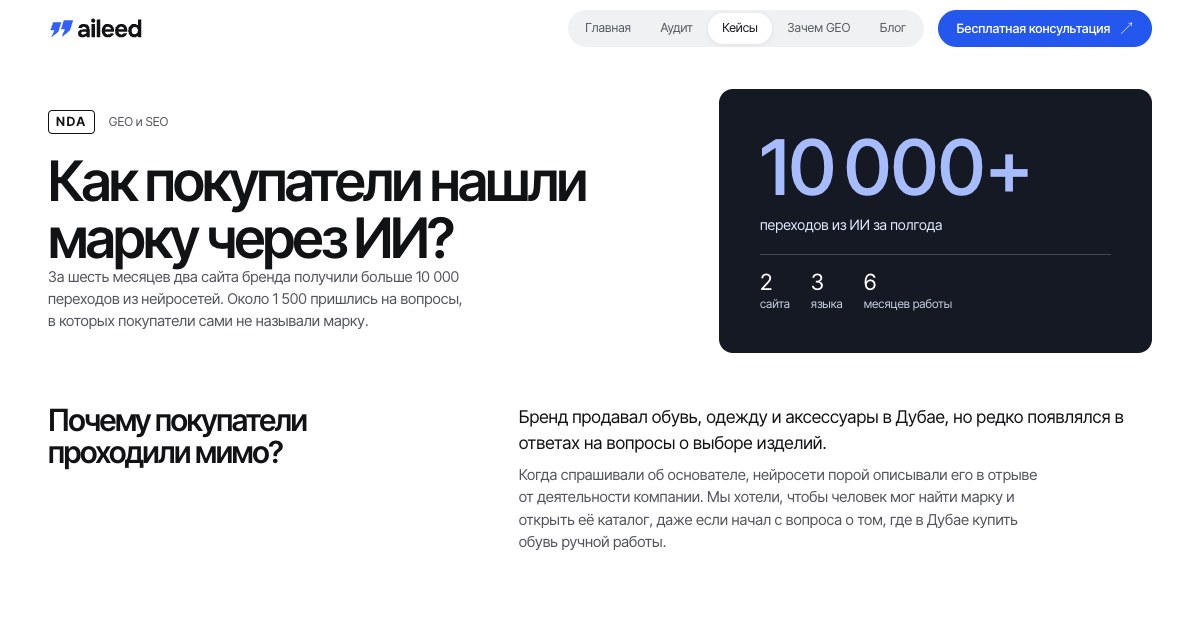 aileed
Главная Аудит Кейсы Зачем GEO Блог
Бесплатная консультация
NDA GEO и SEO
Как покупатели нашли
марку через ИИ?
За шесть месяцев два сайта бренда получили больше 10 000
переходов из нейросетей. Около 1 500 пришлись на вопросы,
в которых покупатели сами не называли марку.
10 000+
переходов из ИИ за полгода
2 3 6
сайта языка месяцев работы
Почему покупатели
проходили мимо?
Бренд продавал обувь, одежду и аксессуары в Дубае, но редко появлялся в
ответах на вопросы о выборе изделий.
Когда спрашивали об основателе, нейросети порой описывали его в отрыве
от деятельности компании. Мы хотели, чтобы человек мог найти марку и
открыть её каталог, даже если начал с вопроса о том, где в Дубае купить
обувь ручной работы.